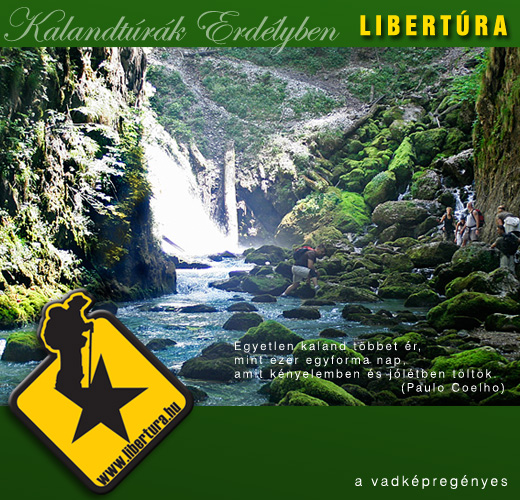 Kalandtúrák Erdélyben LIBERTÚRA
Egyetlen kaland többet ér,
mint ezer egyforma nap,
amit kényelemben és jólétben töltök.
(Paulo Coelho)
www.libertura.hu
a vadképregényes